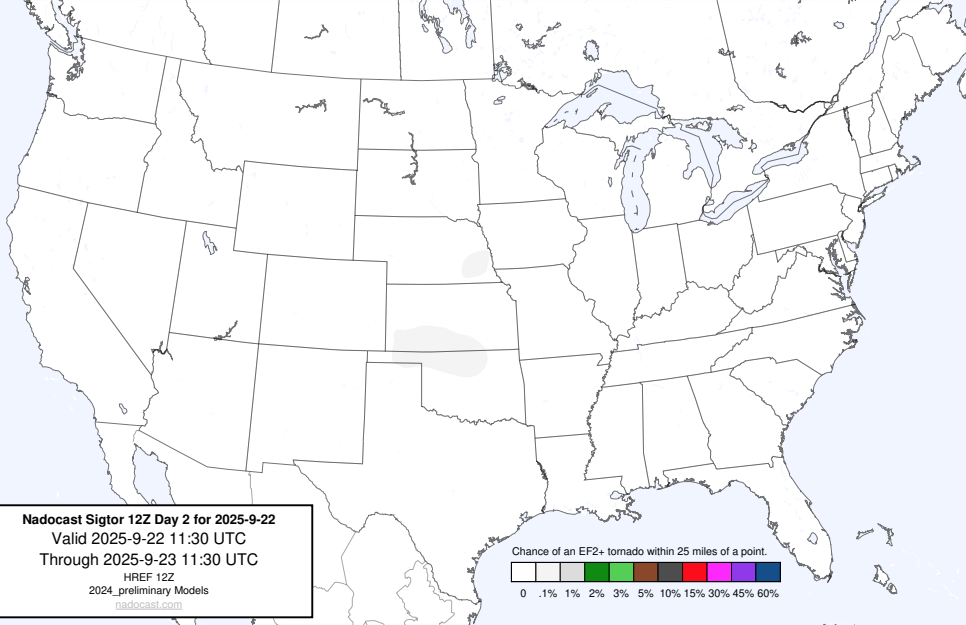 Nadocast Sigtor 12Z Day 2 for 2025-9-22
Valid 2025-9-22 11:30 UTC
Through 2025-9-23 11:30 UTC
HREF 12Z
2024_preliminary Models
nadocast.com
Chance of an EF2+ tornado within 25 miles of a point.
0 .1% 1% 2% 3% 5% 10% 15% 30% 45% 60%